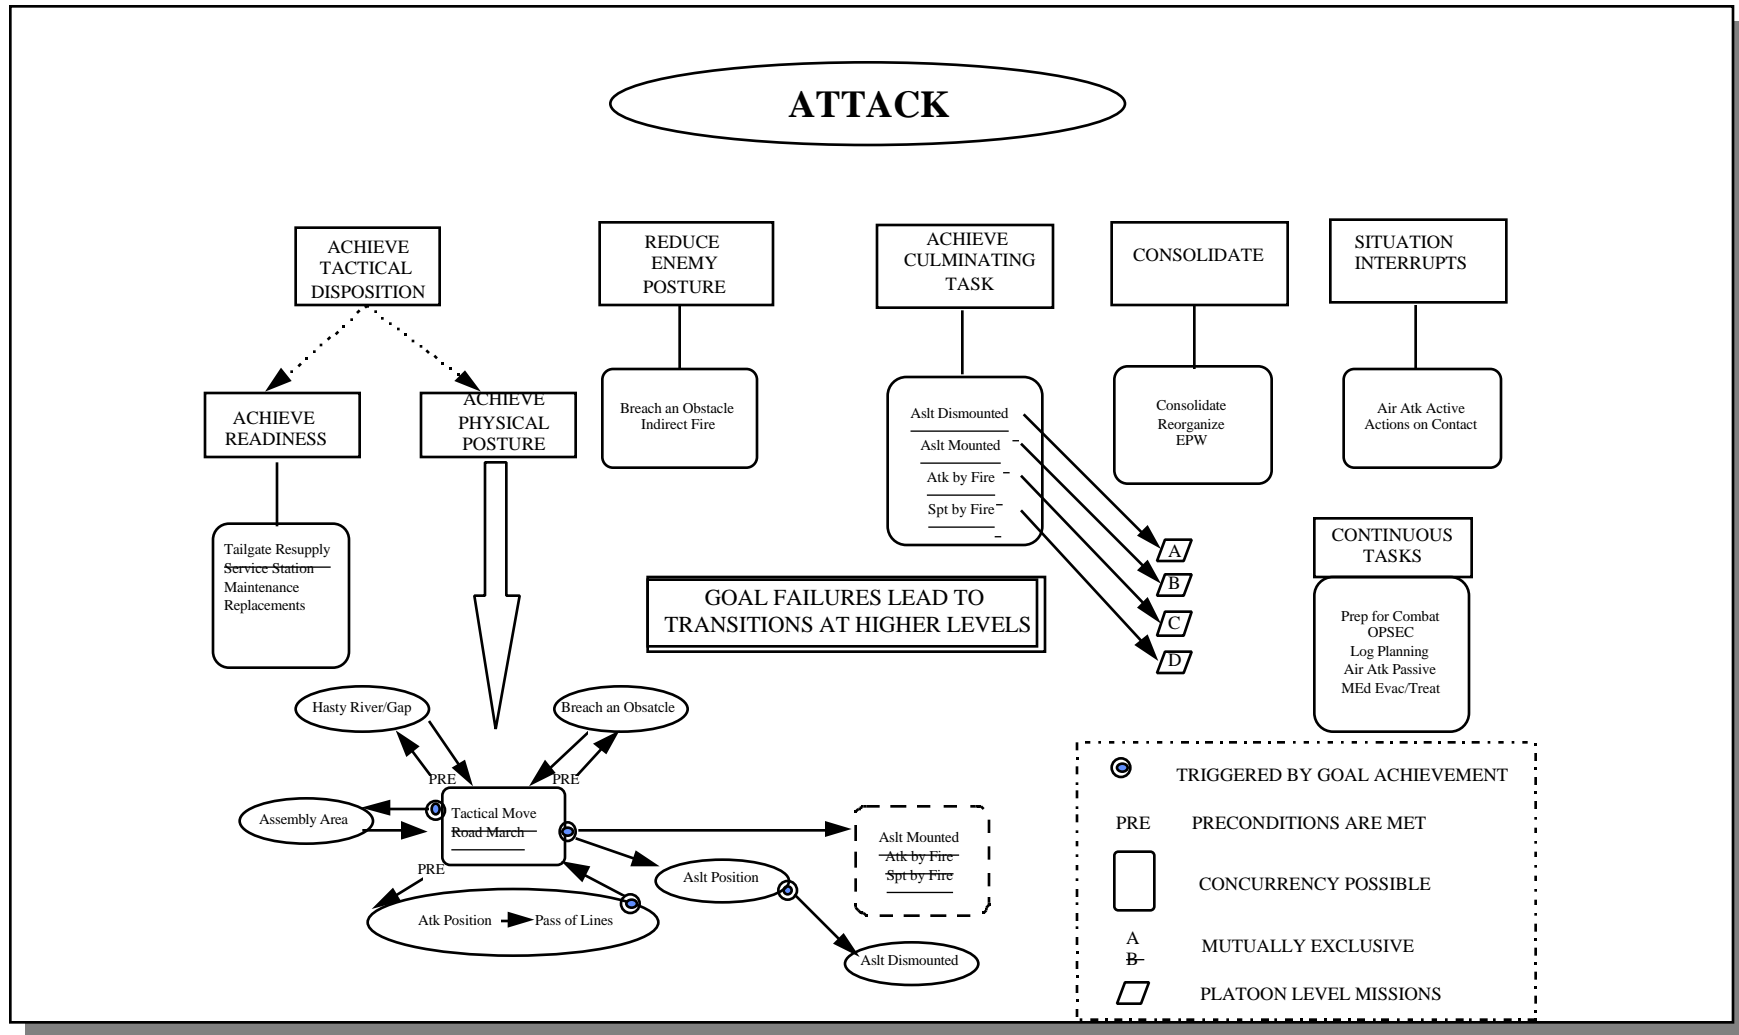 ATTACK
ACHIEVE
TACTICAL
DISPOSITION
REDUCE
ENEMY
POSTURE
ACHIEVE
CULMINATING
TASK
CONSOLIDATE
SITUATION
INTERRUPTS
ACHIEVE
READINESS
ACHIEVE
PHYSICAL
POSTURE
Breach an Obstacle
Indirect Fire
Aslt Dismounted
Aslt Mounted
Atk by Fire
Spt by Fire
Consolidate
Reorganize
EPW
Air Atk Active
Actions on Contact
A
B
C
D
Tailgate Resupply
Service Station
Maintenance
Replacements
GOAL FAILURES LEAD TO
TRANSITIONS AT HIGHER LEVELS
CONTINUOUS
TASKS
Prep for Combat
OPSEC
Log Planning
Air Atk Passive
MEd Evac/Treat
Hasty River/Gap
Breach an Obsatcle
PRE
PRE
Assembly Area
Tactical Move
Road March
PRE
Atk Position
Pass of Lines
Aslt Position
Aslt Dismounted
Aslt Mounted
Atk by Fire
Spt by Fire
TRIGGERED BY GOAL ACHIEVEMENT
PRE PRECONDITIONS ARE MET
CONCURRENCY POSSIBLE
A
B
MUTUALLY EXCLUSIVE
PLATOON LEVEL MISSIONS